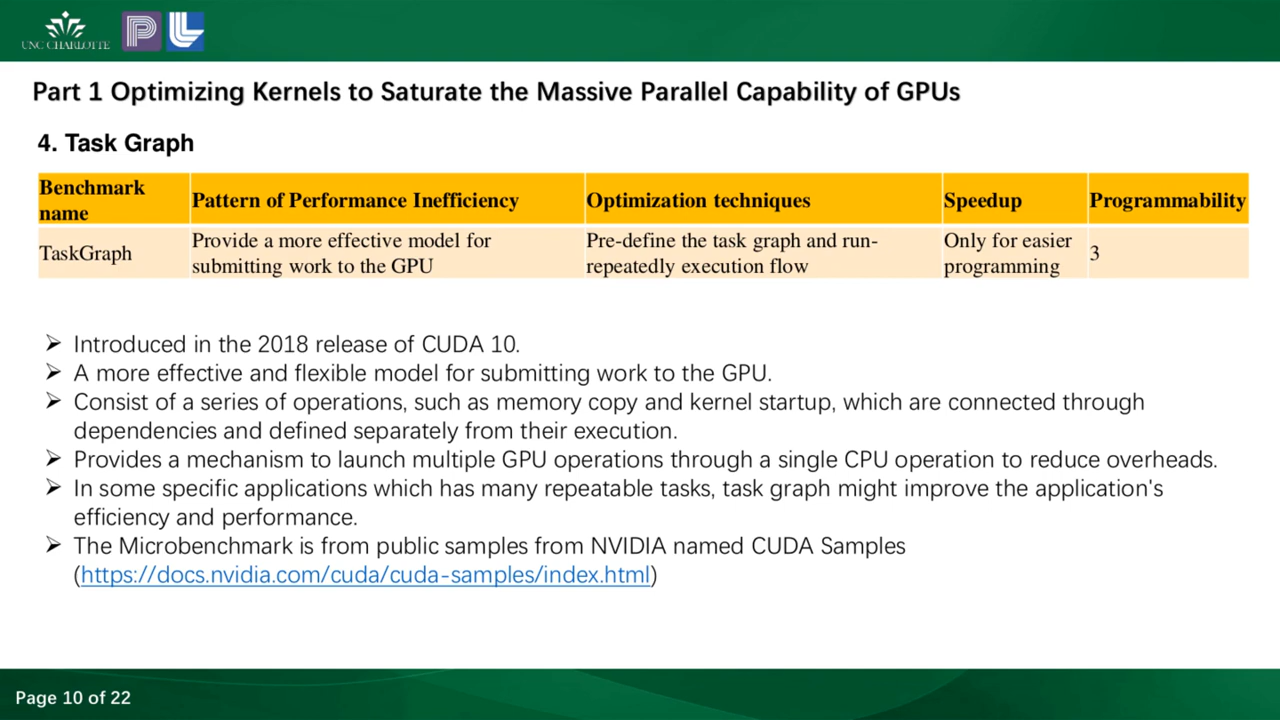 UNC CHARLOTTE
Part 1 Optimizing Kernels to Saturate the Massive Parallel Capability of GPUs
4. Task Graph
Benchmark name
Pattern of Performance Inefficiency
Optimization techniques
Speedup
Programmability
TaskGraph
Provide a more effective model for
submitting work to the GPU
Pre-define the task graph and run-
repeatedly execution flow
Only for easier
programming
3
➢ Introduced in the 2018 release of CUDA 10.
➢ A more effective and flexible model for submitting work to the GPU.
➢ Consist of a series of operations, such as memory copy and kernel startup, which are connected through
dependencies and defined separately from their execution.
➢ Provides a mechanism to launch multiple GPU operations through a single CPU operation to reduce overheads.
➢ In some specific applications which has many repeatable tasks, task graph might improve the application's
efficiency and performance.
➢ The Microbenchmark is from public samples from NVIDIA named CUDA Samples
(https://docs.nvidia.com/cuda/cuda-samples/index.html)
Page 10 of 22